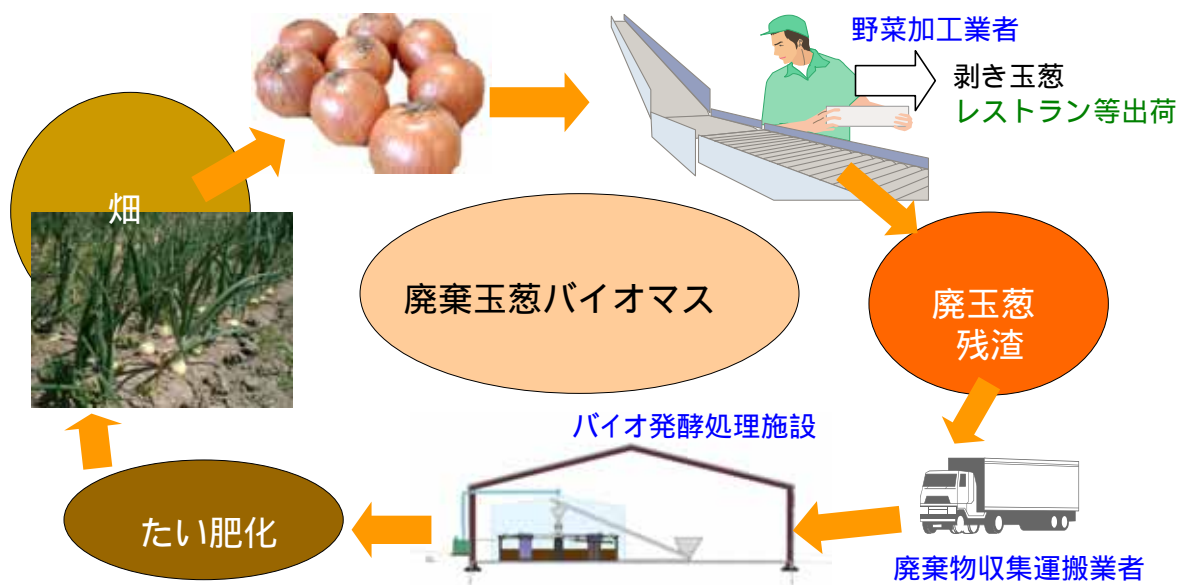 野菜加工業者
剥き玉葱
レストラン等出荷
畑
廃棄玉葱バイオマス
廃玉葱
残渣
バイオ発酵処理施設
たい肥化
廃棄物収集運搬業者